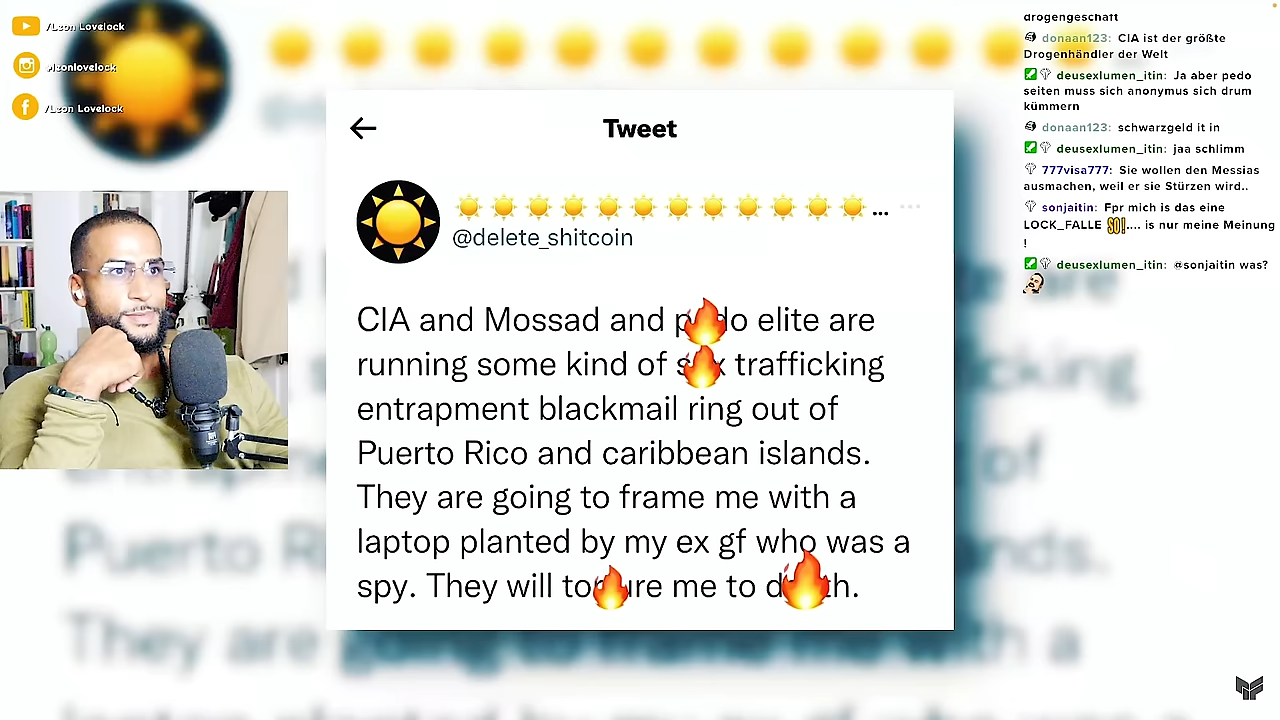 /Leon Lovelock
/leonlovelock
/Leon Lovelock
Tweet
...
@delete_shitcoin
CIA and Mossad and p🔥do elite are
running some kind of s🔥x trafficking
entrapment blackmail ring out of
Puerto Rico and caribbean islands.
They are going to frame me with a
laptop planted by my ex gf who was a
spy. They will to🔥ure me to d🔥th.
drogengeschäft
donaan123: CIA ist der größte
Drogenhändler der Welt
deusexlumen_itin: Ja aber pedo
seiten muss sich anonymus sich drum
kümmern
donaan123: schwarzgeld it in
deusexlumen_itin: jaa schlimm
777visa777: Sie wollen den Messias
ausmachen, weil er sie Stürzen wird..
sonjaitin: Fpr mich is das eine
LOCK_FALLE SO!.... is nur meine Meinung
!
deusexlumen_itin: @sonjaitin was?